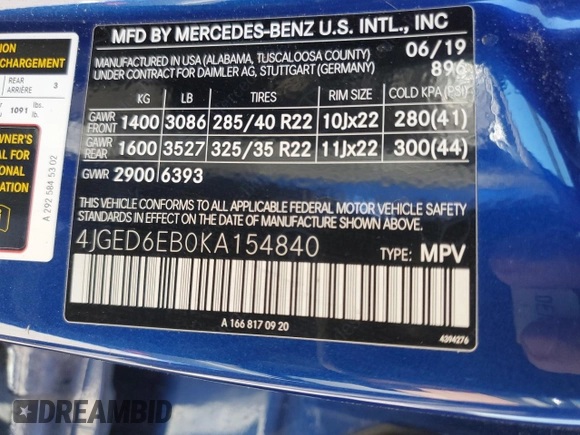 ION
CHARGEMENT
REAR
ARRIÈRE 3
1091 lbs.
lb.
WNER'S
AL FOR
IONAL
ATION
A 292 584 53 02
MFD BY MERCEDES-BENZ U.S. INTL., INC
MANUFACTURED IN USA (ALABAMA, TUSCALOOSA COUNTY) 06/19
UNDER CONTRACT FOR DAIMLER AG, STUTTGART (GERMANY) 896
KG LB TIRES RIM SIZE COLD KPA (PSI)
GAWR FRONT 1400 3086 285/40 R22 10Jx22 280(41)
GAWR REAR 1600 3527 325/35 R22 11Jx22 300(44)
GVWR 2900 6393
THIS VEHICLE CONFORMS TO ALL APPLICABLE FEDERAL MOTOR VEHICLE SAFETY
STANDARDS IN EFFECT ON THE DATE OF MANUFACTURE SHOWN ABOVE.
4JGED6EB0KA154840 TYPE: MPV
A 166 817 09 20
4394276
DREAMBID